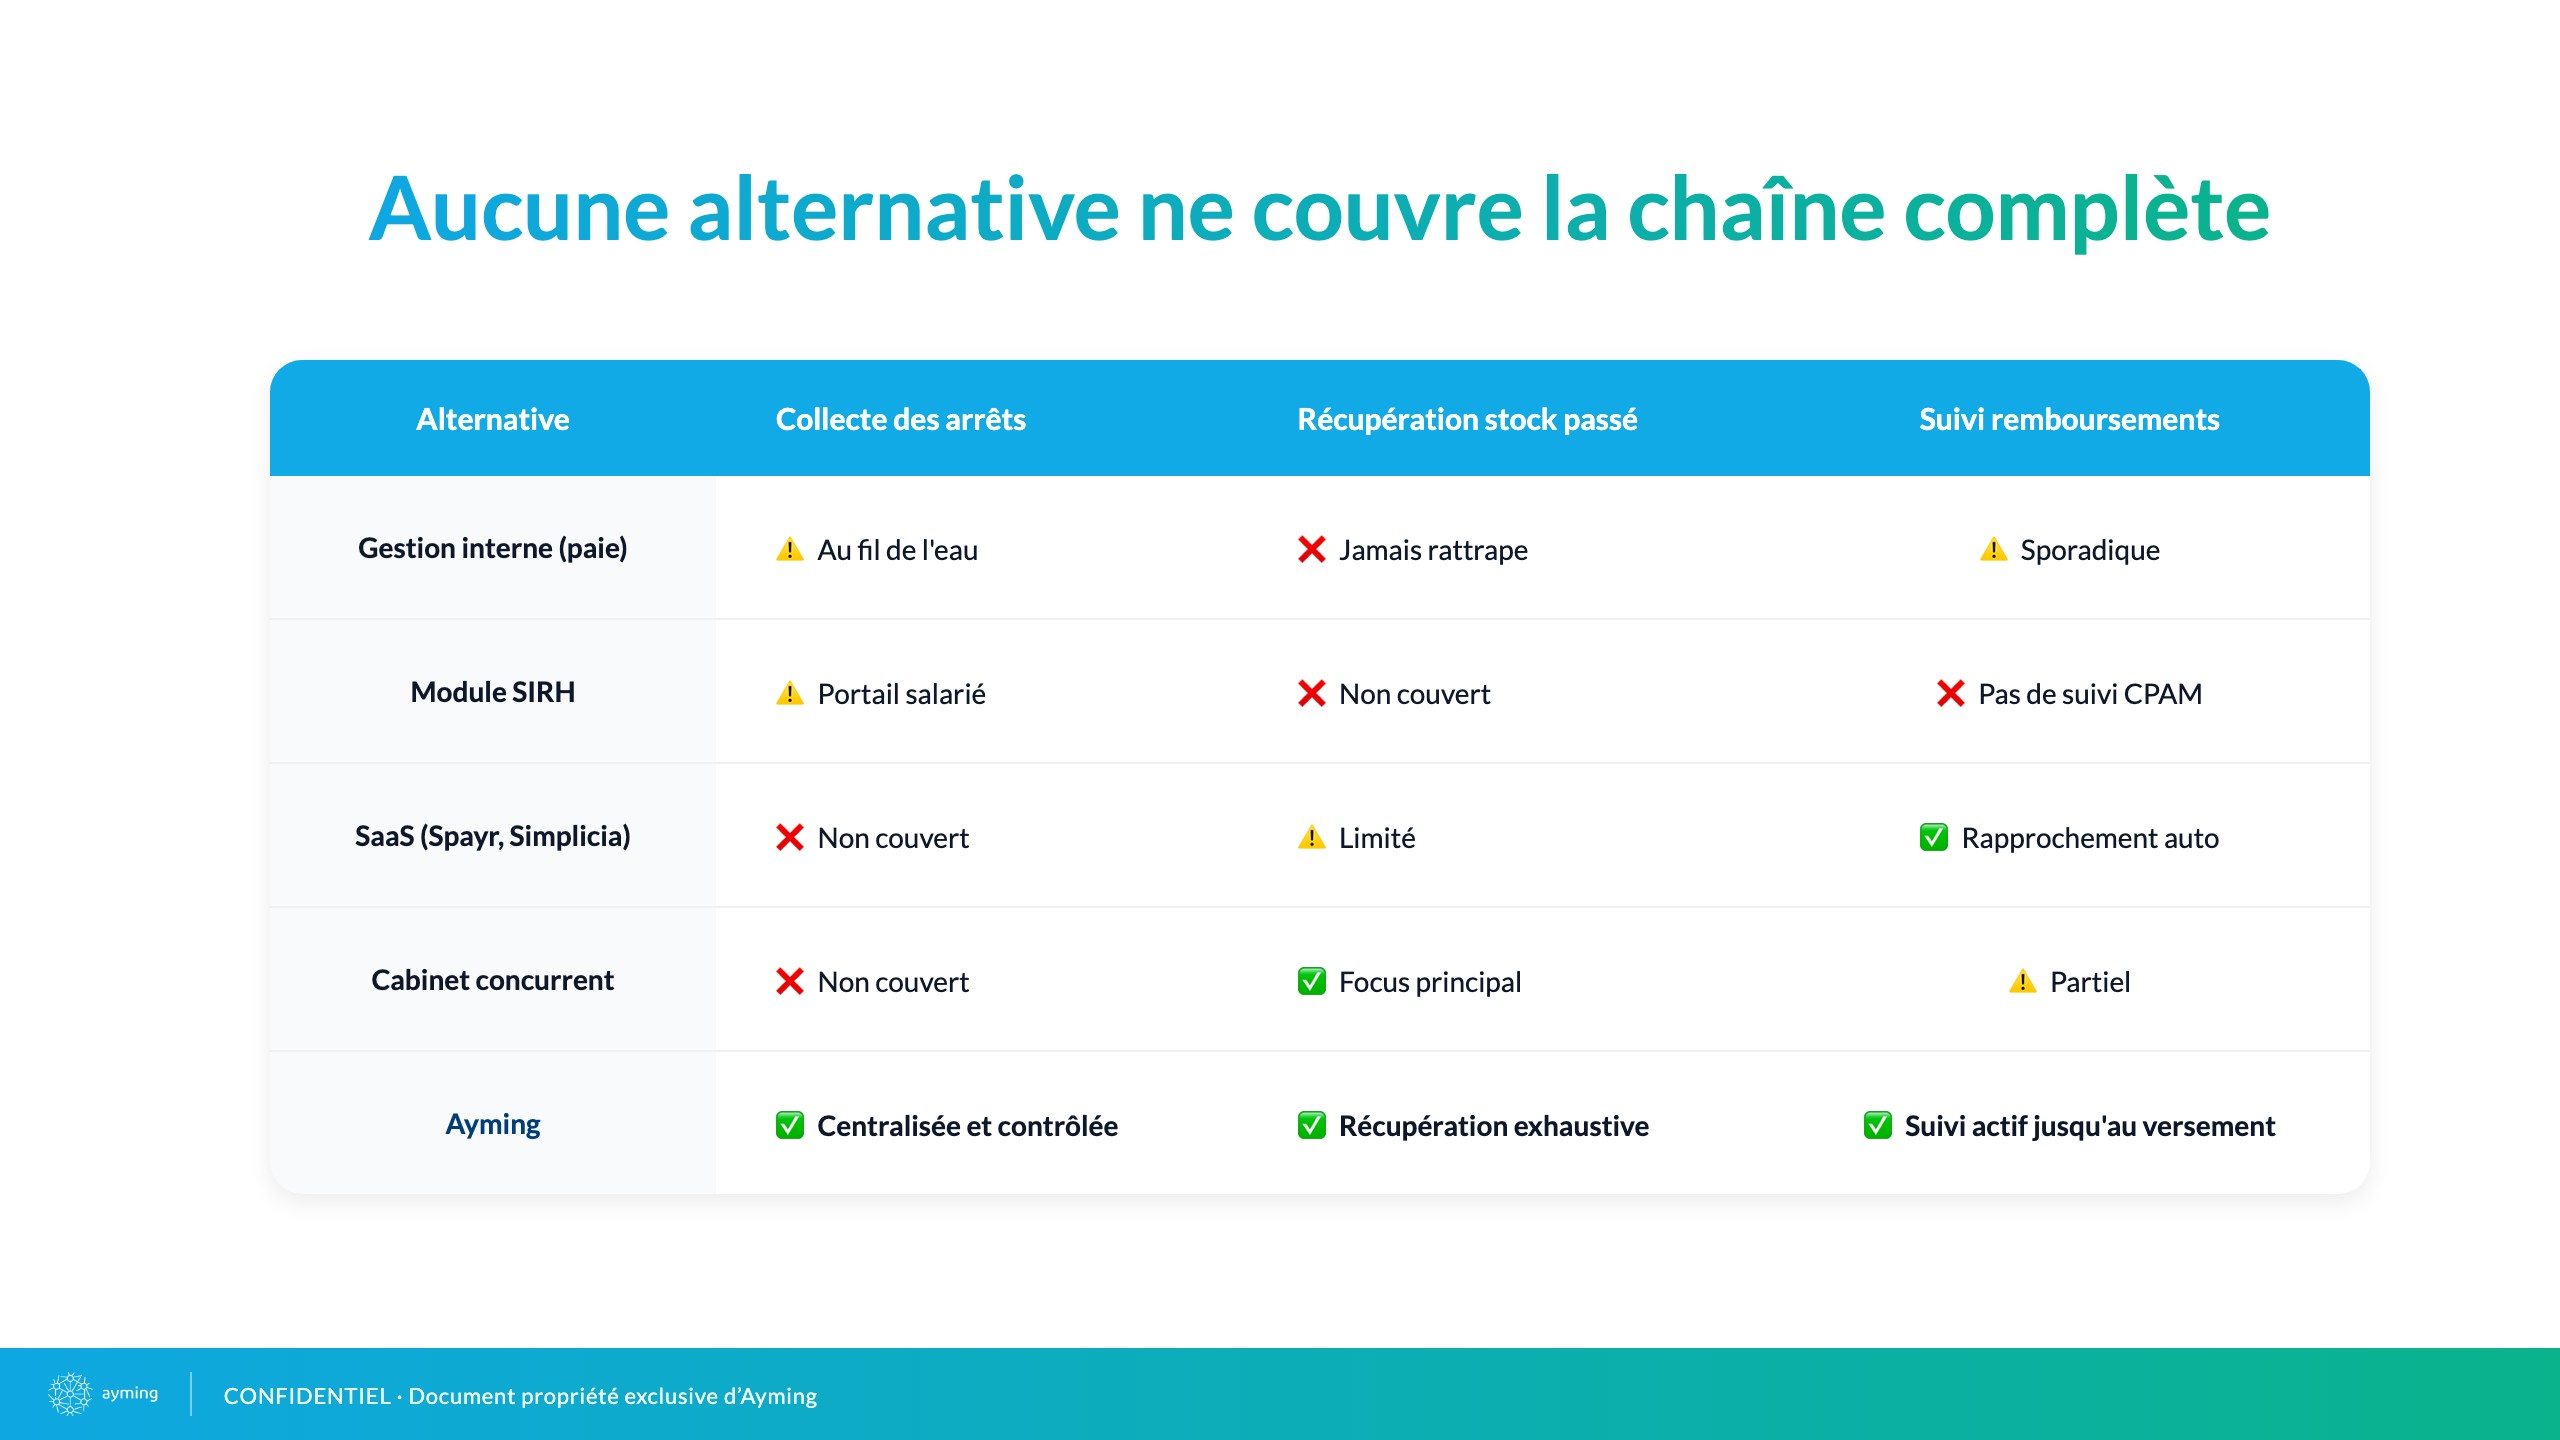 Aucune alternative ne couvre la chaîne complète
Alternative Collecte des arrêts Récupération stock passé Suivi remboursements
Gestion interne (paie) ⚠️ Au fil de l'eau ❌ Jamais rattrape ⚠️ Sporadique
Module SIRH ⚠️ Portail salarié ❌ Non couvert ❌ Pas de suivi CPAM
SaaS (Spayr, Simplicia) ❌ Non couvert ⚠️ Limité ✅ Rapprochement auto
Cabinet concurrent ❌ Non couvert ✅ Focus principal ⚠️ Partiel
Ayming ✅ Centralisée et contrôlée ✅ Récupération exhaustive ✅ Suivi actif jusqu'au versement
ayming CONFIDENTIEL · Document propriété exclusive d’Ayming